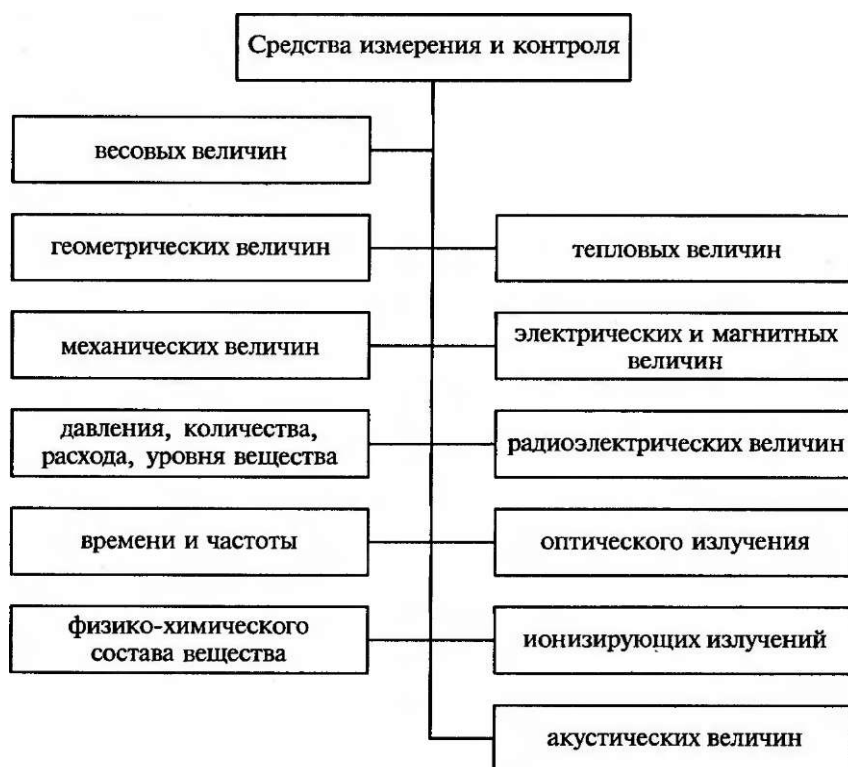 Средства измерения и контроля
весовых величин
геометрических величин
тепловых величин
механических величин
электрических и магнитных
величин
давления, количества,
расхода, уровня вещества
радиоэлектрических величин
времени и частоты
оптического излучения
физико-химического
состава вещества
ионизирующих излучений
акустических величин